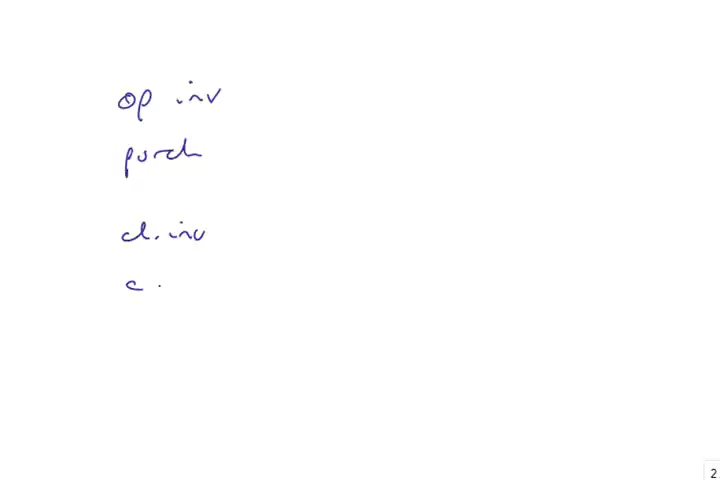 op inv
purch
cl. inv
c .
2